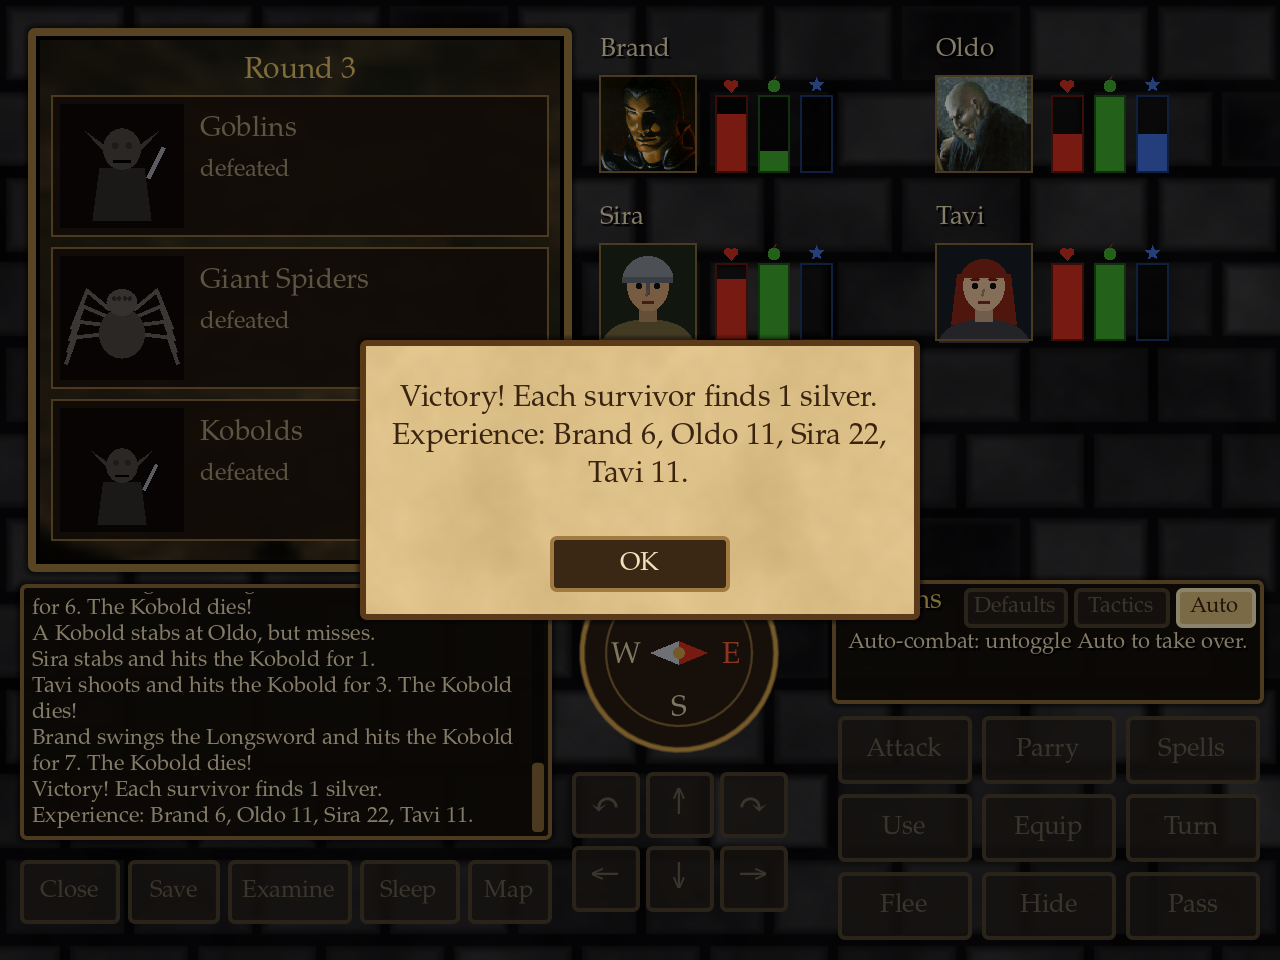 Round 3
Goblins
defeated
Giant Spiders
defeated
Kobolds
defeated
Brand
Oldo
Sira
Tavi
Victory! Each survivor finds 1 silver.
Experience: Brand 6, Oldo 11, Sira 22,
Tavi 11.
OK
for 6. The Kobold dies!
A Kobold stabs at Oldo, but misses.
Sira stabs and hits the Kobold for 1.
Tavi shoots and hits the Kobold for 3. The Kobold
dies!
Brand swings the Longsword and hits the Kobold
for 7. The Kobold dies!
Victory! Each survivor finds 1 silver.
Experience: Brand 6, Oldo 11, Sira 22, Tavi 11.
Close Save Examine Sleep Map
W E
S
Defaults Tactics Auto
Auto-combat: untoggle Auto to take over.
Attack Parry Spells
Use Equip Turn
Flee Hide Pass